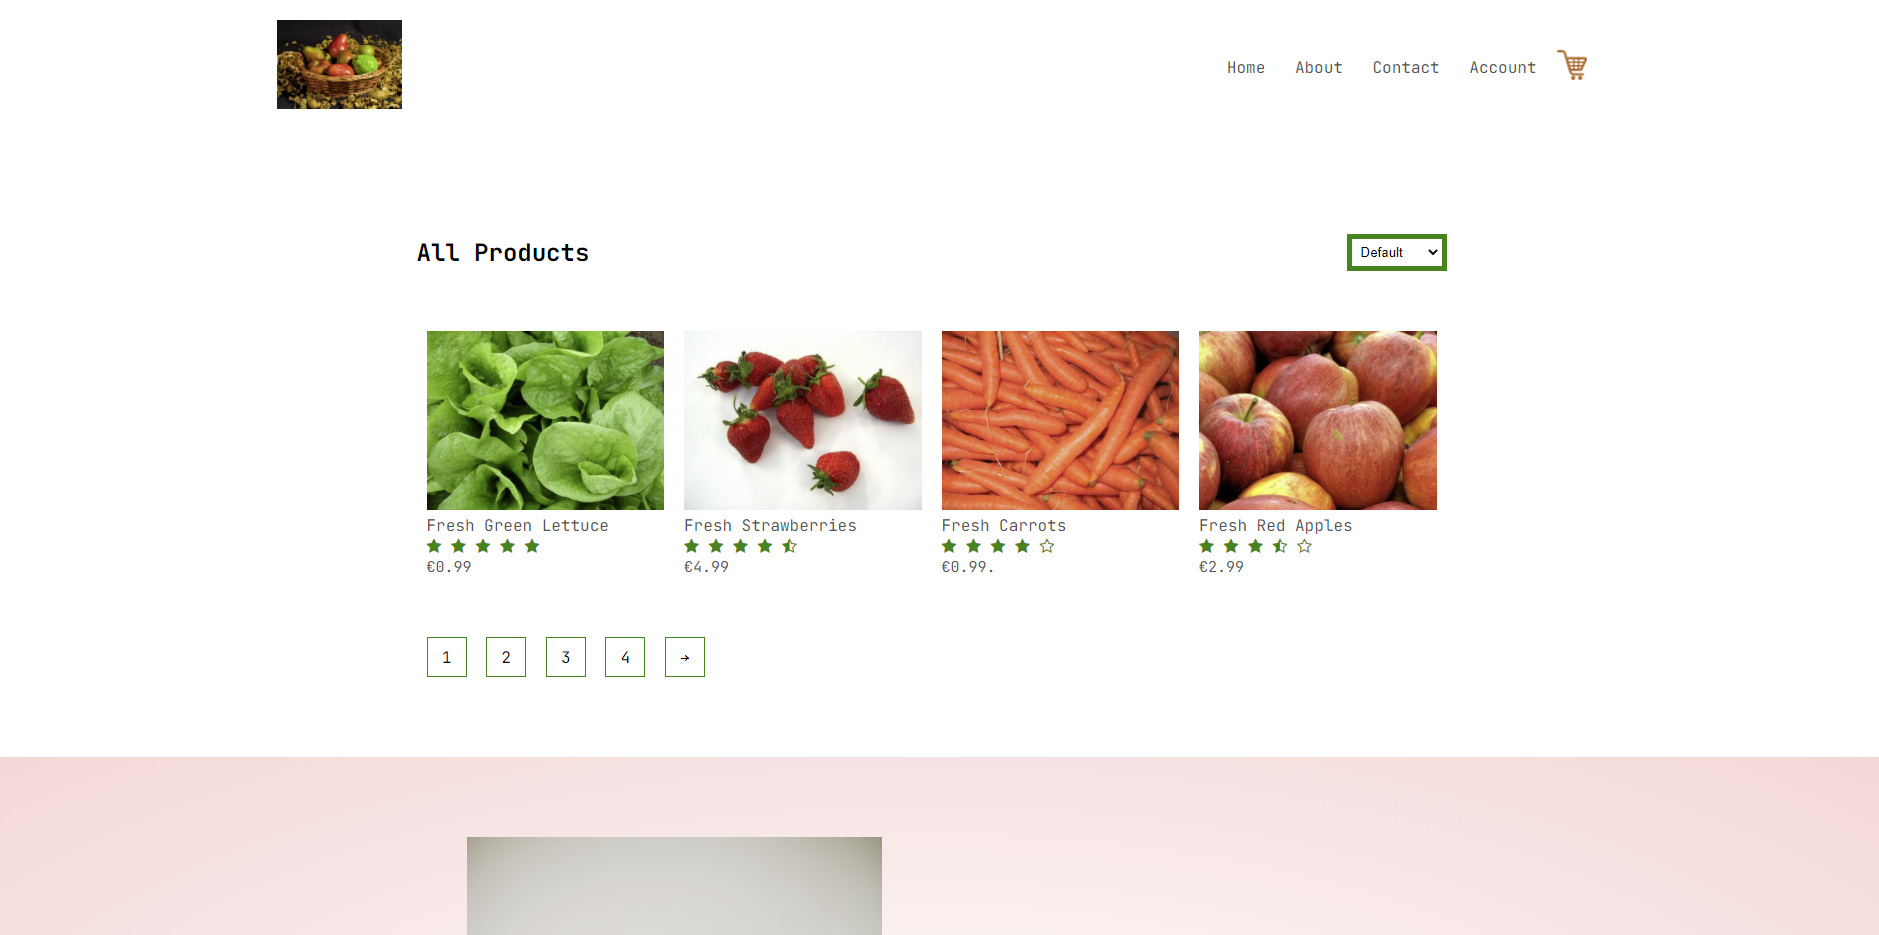 Home About Contact Account
All Products
Default
Fresh Green Lettuce
€0.99
Fresh Strawberries
€4.99
Fresh Carrots
€0.99.
Fresh Red Apples
€2.99
1 2 3 4 →